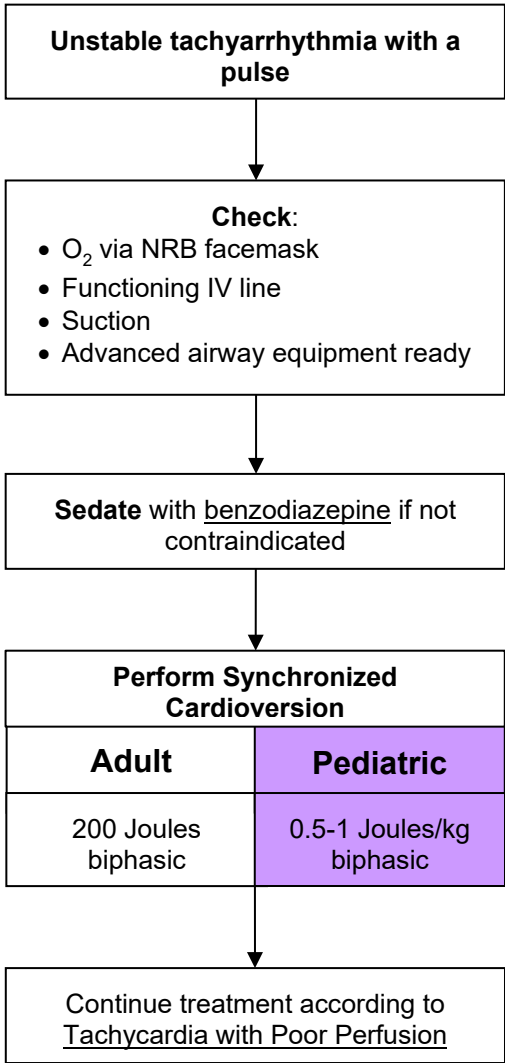 Unstable tachyarrhythmia with a
pulse
Check:
• O₂ via NRB facemask
• Functioning IV line
• Suction
• Advanced airway equipment ready
Sedate with benzodiazepine if not
contraindicated
Perform Synchronized
Cardioversion
Adult
Pediatric
200 Joules
biphasic
0.5-1 Joules/kg
biphasic
Continue treatment according to
Tachycardia with Poor Perfusion